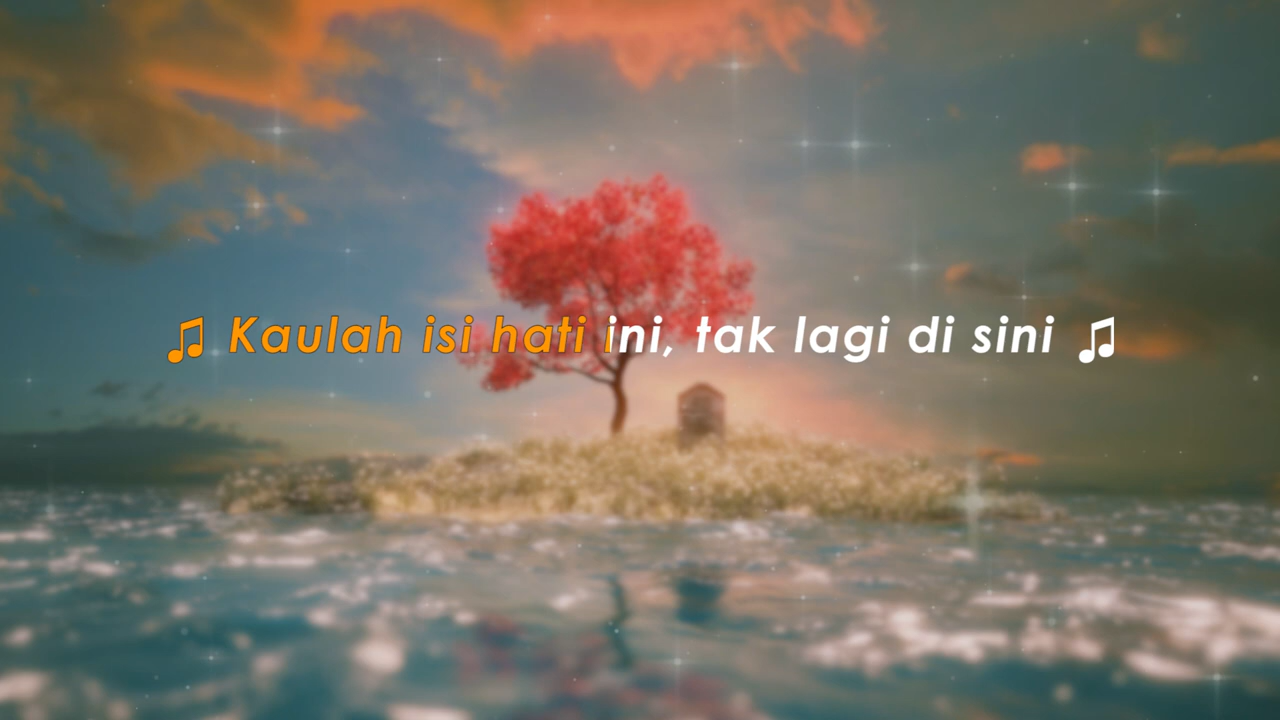 ♫ Kaulah isi hati ini, tak lagi di sini ♫